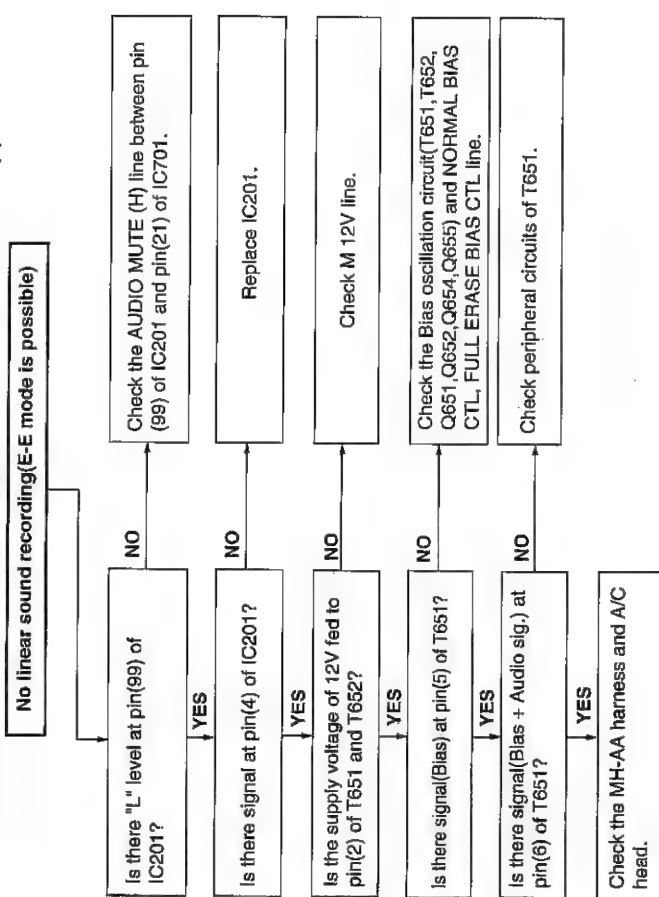 No linear sound recording(E-E mode is possible)
Is there "L" level at pin(99) of
IC201?
NO
Check the AUDIO MUTE (H) line between pin
(99) of IC201 and pin(21) of IC701.
YES
Is there signal at pin(4) of IC201?
NO
Replace IC201.
YES
Is the supply voltage of 12V fed to
pin(2) of T651 and T652?
NO
Check M 12V line.
YES
Is there signal(Bias) at pin(5) of T651?
NO
Check the Bias oscillation circuit(T651,T652,
Q651,Q652,Q654,Q655) and NORMAL BIAS
CTL, FULL ERASE BIAS CTL line.
YES
Is there signal(Bias + Audio sig.) at
pin(6) of T651?
NO
Check peripheral circuits of T651.
YES
Check the MH-AA harness and A/C
head.